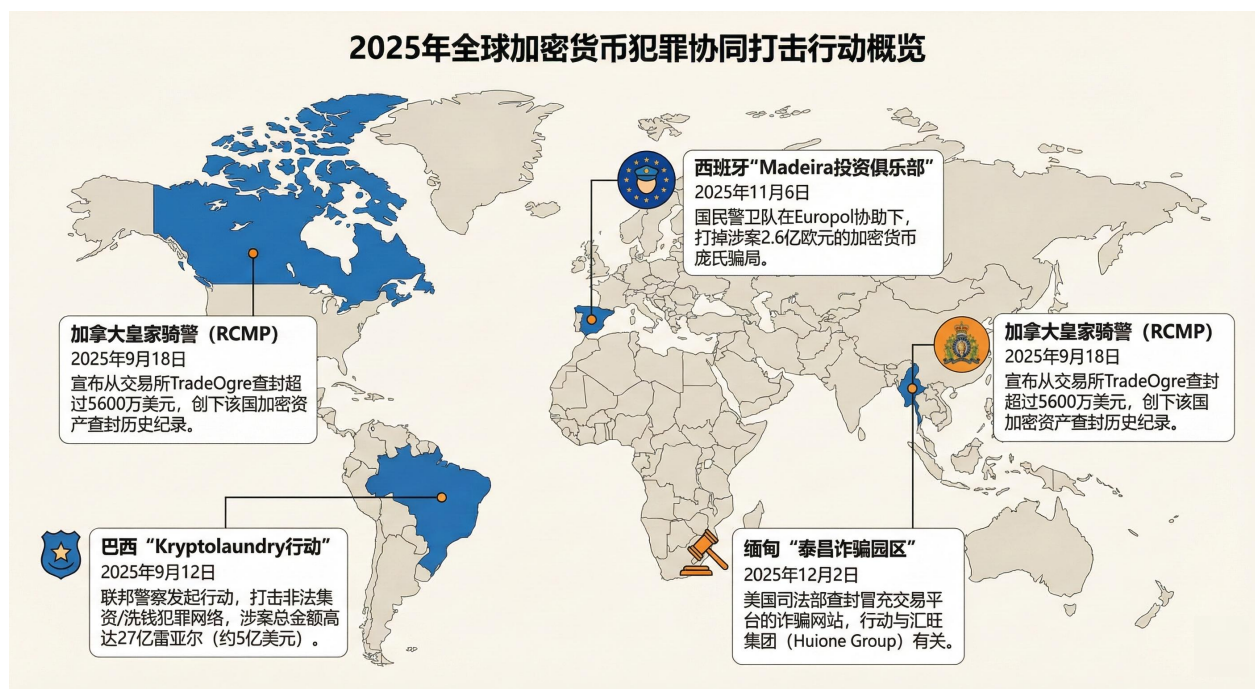 2025年全球加密货币犯罪协同打击行动概览
西班牙“Madeira投资俱乐部”
2025年11月6日
国民警卫队在Europol协助下，
打掉涉案2.6亿欧元的加密货币
庞氏骗局。
加拿大皇家骑警（RCMP）
2025年9月18日
宣布从交易所TradeOgre查封超
过5600万美元，创下该国加密资
产查封历史纪录。
加拿大皇家骑警（RCMP）
2025年9月18日
宣布从交易所TradeOgre查封
超过5600万美元，创下该国
加密资产查封历史纪录。
巴西“Kryptolaundry行动”
2025年9月12日
联邦警察发起行动，打击非法集
资/洗钱犯罪网络，涉案总金额高
达27亿雷亚尔（约5亿美元）。
缅甸“泰昌诈骗园区”
2025年12月2日
美国司法部查封冒充交易平
台的诈骗网站，行动与汇旺
集团（Huione Group）有关。